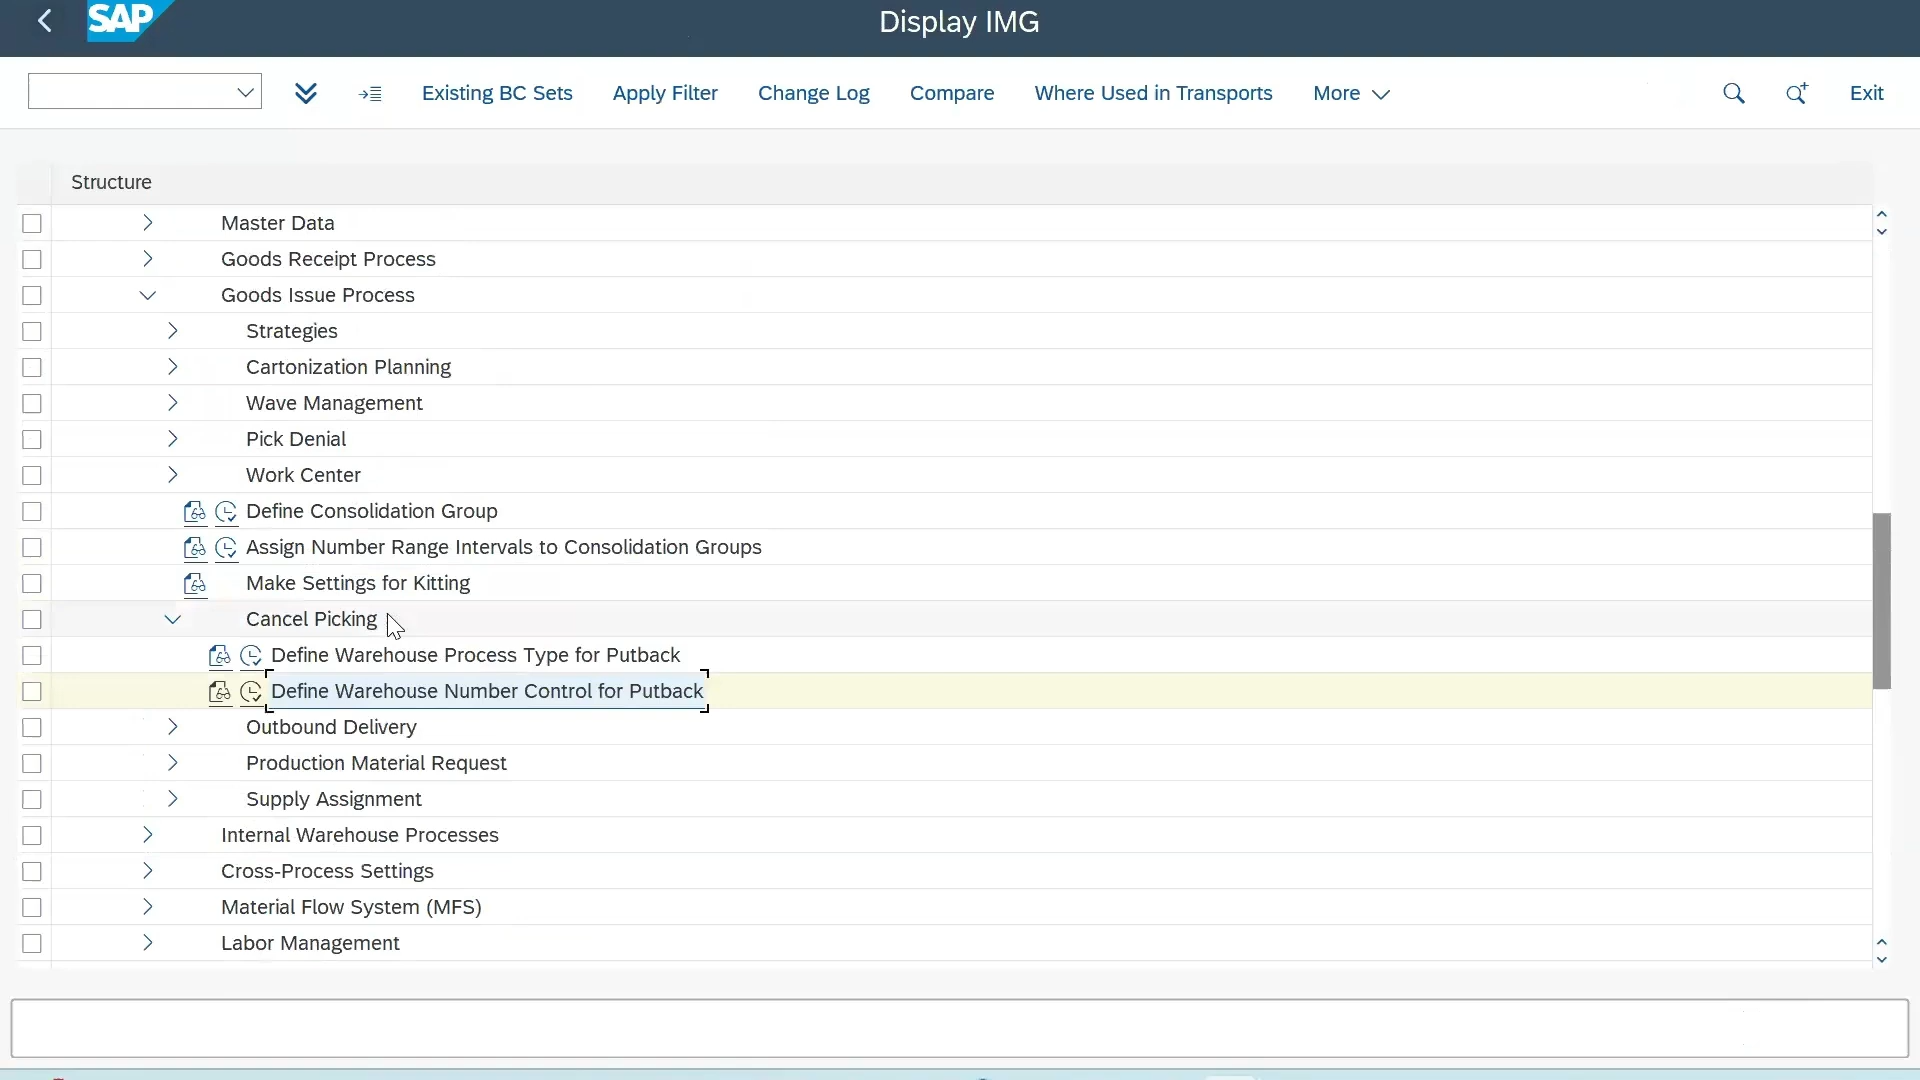 SAP
Display IMG
Existing BC Sets Apply Filter Change Log Compare Where Used in Transports More Exit
Structure
Master Data
Goods Receipt Process
Goods Issue Process
Strategies
Cartonization Planning
Wave Management
Pick Denial
Work Center
Define Consolidation Group
Assign Number Range Intervals to Consolidation Groups
Make Settings for Kitting
Cancel Picking
Define Warehouse Process Type for Putback
Define Warehouse Number Control for Putback
Outbound Delivery
Production Material Request
Supply Assignment
Internal Warehouse Processes
Cross-Process Settings
Material Flow System (MFS)
Labor Management